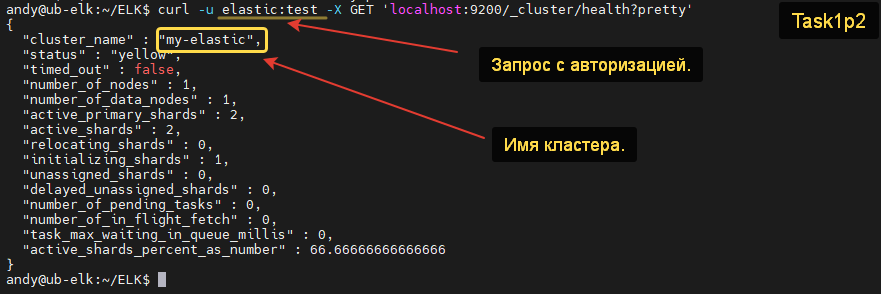 andy@ub-elk:~/ELK$ curl -u elastic:test -X GET 'localhost:9200/_cluster/health?pretty'
Task1p2
{
"cluster_name" : "my-elastic",
"status" : "yellow",
Запрос с авторизацией.
"timed_out" : false,
"number_of_nodes" : 1,
"number_of_data_nodes" : 1,
"active_primary_shards" : 2,
"active_shards" : 2,
"relocating_shards" : 0,
Имя кластера.
"initializing_shards" : 1,
"unassigned_shards" : 0,
"delayed_unassigned_shards" : 0,
"number_of_pending_tasks" : 0,
"number_of_in_flight_fetch" : 0,
"task_max_waiting_in_queue_millis" : 0,
"active_shards_percent_as_number" : 66.66666666666666
}
andy@ub-elk:~/ELK$